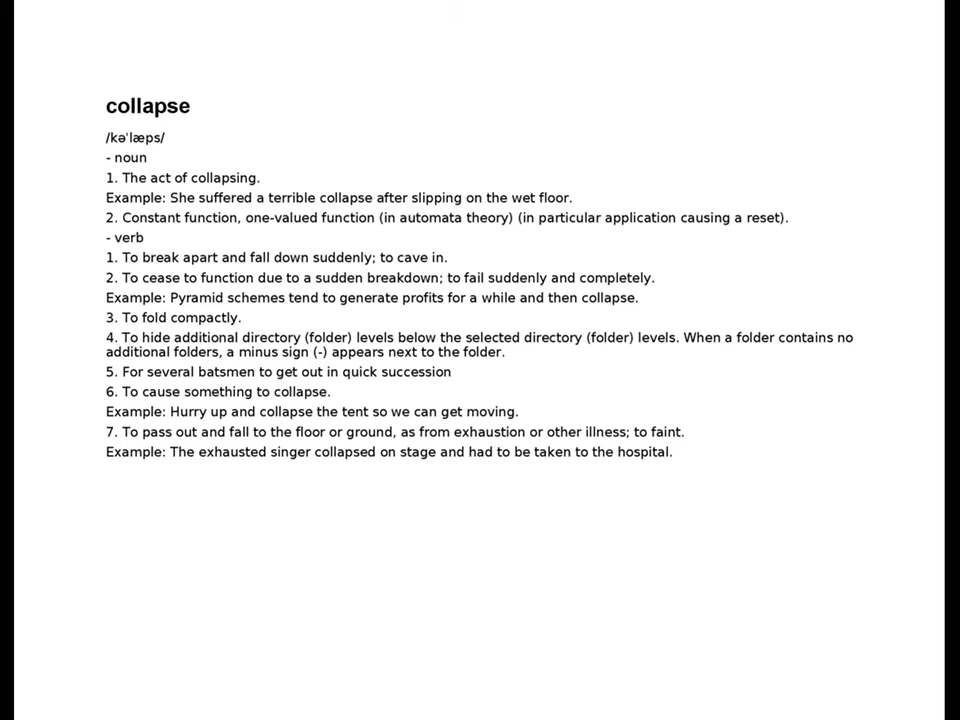 collapse
/kəˈlæps/
- noun
1. The act of collapsing.
Example: She suffered a terrible collapse after slipping on the wet floor.
2. Constant function, one-valued function (in automata theory) (in particular application causing a reset).
- verb
1. To break apart and fall down suddenly; to cave in.
2. To cease to function due to a sudden breakdown; to fail suddenly and completely.
Example: Pyramid schemes tend to generate profits for a while and then collapse.
3. To fold compactly.
4. To hide additional directory (folder) levels below the selected directory (folder) levels. When a folder contains no
additional folders, a minus sign (-) appears next to the folder.
5. For several batsmen to get out in quick succession
6. To cause something to collapse.
Example: Hurry up and collapse the tent so we can get moving.
7. To pass out and fall to the floor or ground, as from exhaustion or other illness; to faint.
Example: The exhausted singer collapsed on stage and had to be taken to the hospital.